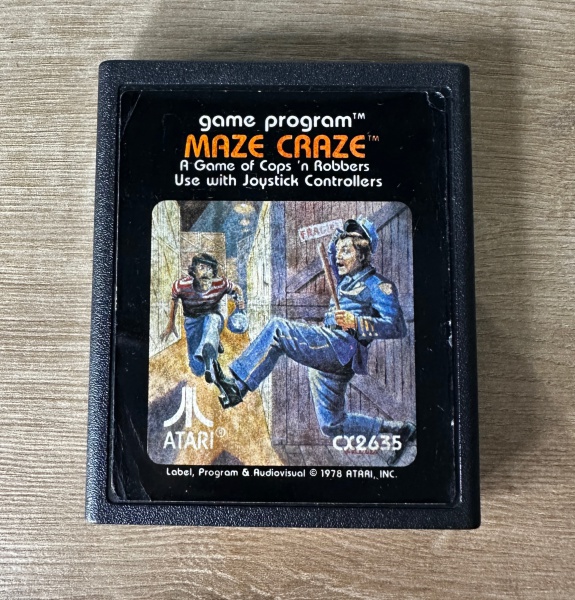 game program™
MAZE CRAZE™
A Game of Cops 'n Robbers
Use with Joystick Controllers
FRAGILE
ATARI®
CX2635
Label, Program & Audiovisual © 1978 ATARI, INC.